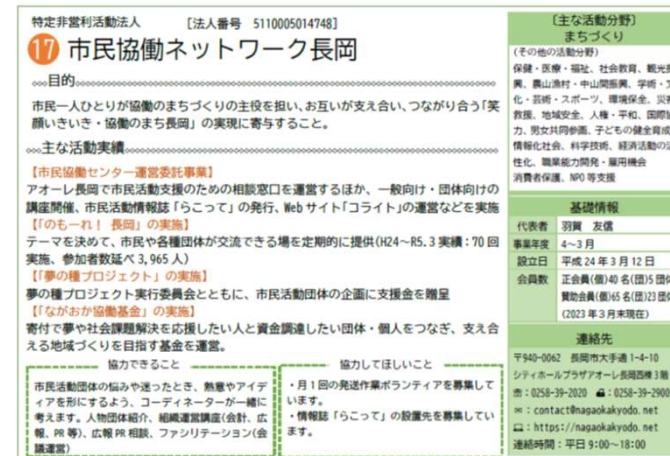 特定非営利活動法人　[法人番号　5110005014748]
⑰ 市民協働ネットワーク長岡
目的
市民一人ひとりが協働のまちづくりの主役を担い、お互いが支え合い、つながり合う「笑
顔いきいき・協働のまち長岡」の実現に寄与すること。
主な活動実績
【市民協働センター運営委託事業】
アオーレ長岡で市民活動支援のための相談窓口を運営するほか、一般向け・団体向けの
講座開催、市民活動情報誌「らこって」の発行、Webサイト「コライト」の運営などを実施
【「のもーれ！ 長岡」の実施】
テーマを決めて、市民や各種団体が交流できる場を定期的に提供(H24～R5.3実績：70回
実施、参加者数延べ3,965人)
【「夢の種プロジェクト」の実施】
夢の種プロジェクト実行委員会とともに、市民活動団体の企画に支援金を贈呈
【「ながおか協働基金」の実施】
寄付で夢や社会課題解決を応援したい人と資金調達したい団体・個人をつなぎ、支え合
える地域づくりを目指す基金を運営。
協力できること
市民活動団体の悩みや迷ったとき、熱意やアイデ
ィアを形にするよう、コーディネーターが一緒に
考えます。人物団体紹介、組織運営講座(会計、広
報、PR等)、広報PR相談、ファシリテーション(会
議運営)
協力してほしいこと
・月1回の発送作業ボランティアを募集して
います。
・情報誌「らこって」の設置先を募集してい
ます。
〔主な活動分野〕
まちづくり
(その他の活動分野)
保健・医療・福祉、社会教育、観光
興、農山漁村・中山間振興、学術・
化・芸術・スポーツ、環境保全、災
救援、地域安全、人権・平和、国際
力、男女共同参画、子どもの健全育成
情報化社会、科学技術、経済活動の
性化、職業能力開発・雇用機会
消費者保護、NPO等支援
基礎情報
代表者　羽賀　友信
事業年度　4～3月
設立日　平成24年3月12日
会員数　正会員(個)40名(団)5団
賛助会員(個)65名(団)23団
(2023年3月末現在)
連絡先
〒940-0062　長岡市大手通1-4-10
シティホールプラザアオーレ長岡西棟3階
☎：0258-39-2020　📠：0258-39-2900
✉：contact@nagaokakyodo.net
💻：https://nagaokakyodo.net
連絡時間：平日9:00～18:00